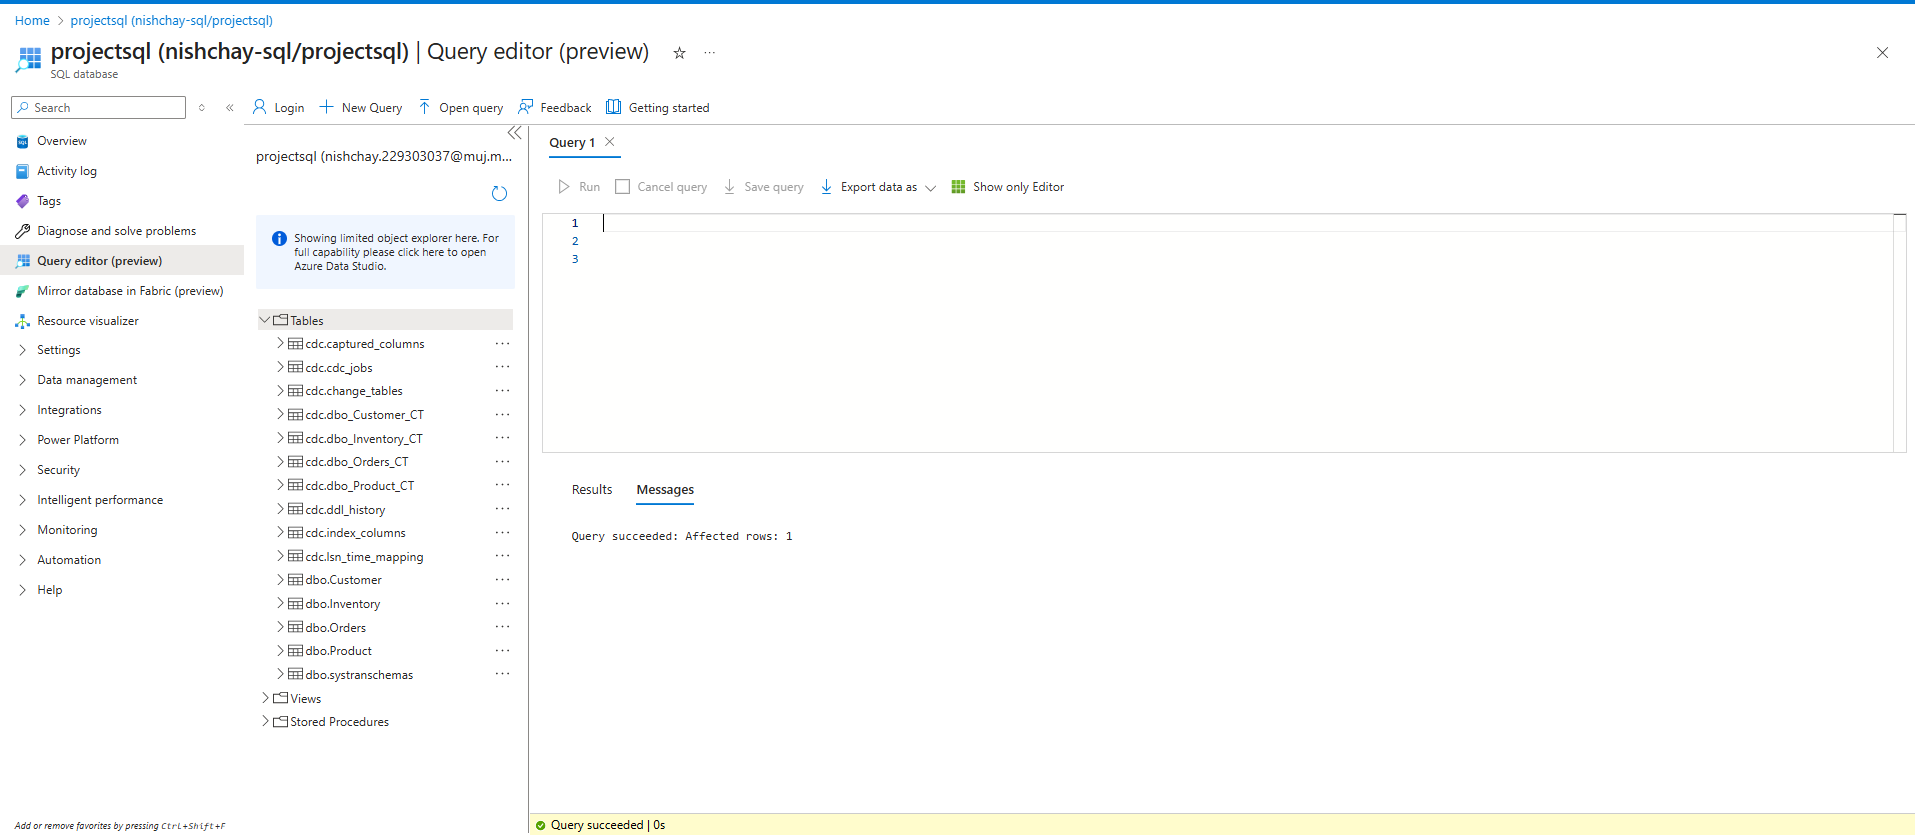 Home > projectsql (nishchay-sql/projectsql)
projectsql (nishchay-sql/projectsql) | Query editor (preview)
SQL database
Search
Overview
Activity log
Tags
Diagnose and solve problems
Query editor (preview)
Mirror database in Fabric (preview)
Resource visualizer
Settings
Data management
Integrations
Power Platform
Security
Intelligent performance
Monitoring
Automation
Help
Add or remove favorites by pressing Ctrl+Shift+F
Login
New Query
Open query
Feedback
Getting started
projectsql (nishchay.229303037@muj.m...
Showing limited object explorer here. For
full capability please click here to open
Azure Data Studio.
Tables
cdc.captured_columns
cdc.cdc_jobs
cdc.change_tables
cdc.dbo_Customer_CT
cdc.dbo_Inventory_CT
cdc.dbo_Orders_CT
cdc.dbo_Product_CT
cdc.ddl_history
cdc.index_columns
cdc.lsn_time_mapping
dbo.Customer
dbo.Inventory
dbo.Orders
dbo.Product
dbo.systranschemas
Views
Stored Procedures
Query 1
Run
Cancel query
Save query
Export data as
Show only Editor
1
2
3
Results
Messages
Query succeeded: Affected rows: 1
Query succeeded | 0s